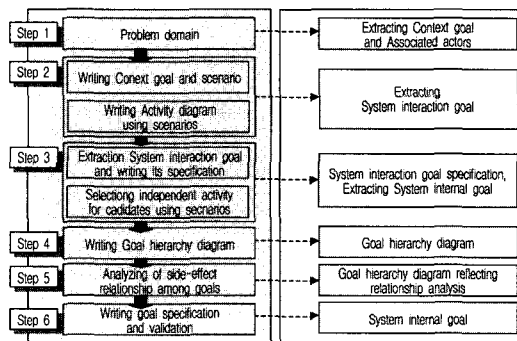 Step 1
Problem domain
Extracting Context goal
and Associated actors
Step 2
Writing Conext goal and scenario
Writing Activity diagram
using scenarios
Extracting
System interaction goal
Step 3
Extraction System interaction goal
and writing its specification
Selectiong independent activity
for cadidates using secnarios
System interaction goal specification,
Extracting System internal goal
Step 4
Writing Goal hierarchy diagram
Goal hierarchy diagram
Step 5
Analyzing of side-effect
relationship among goals
Goal hierarchy diagram reflecting
relationship analysis
Step 6
Writing goal specification
and validation
System internal goal